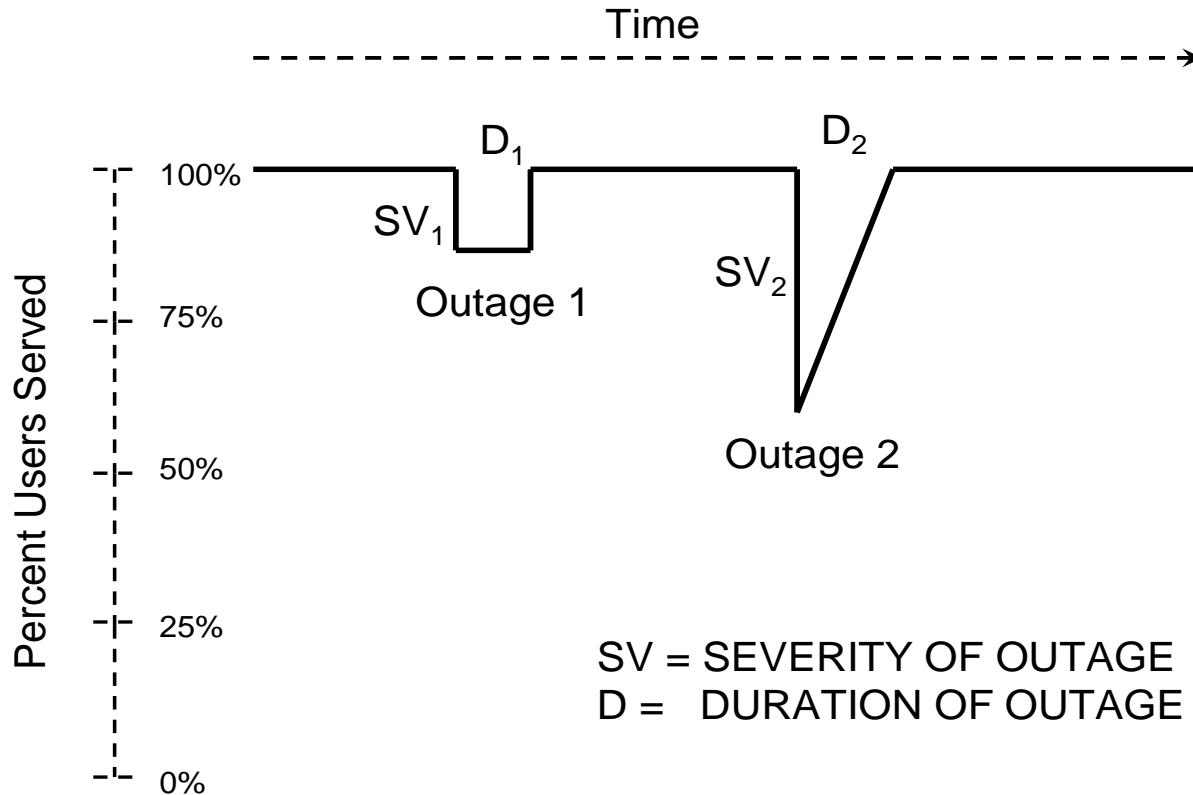 Time
D₁
D₂
100%
SV₁
SV₂
Outage 1
75%
Outage 2
50%
25%
0%
Percent Users Served
SV = SEVERITY OF OUTAGE
D = DURATION OF OUTAGE